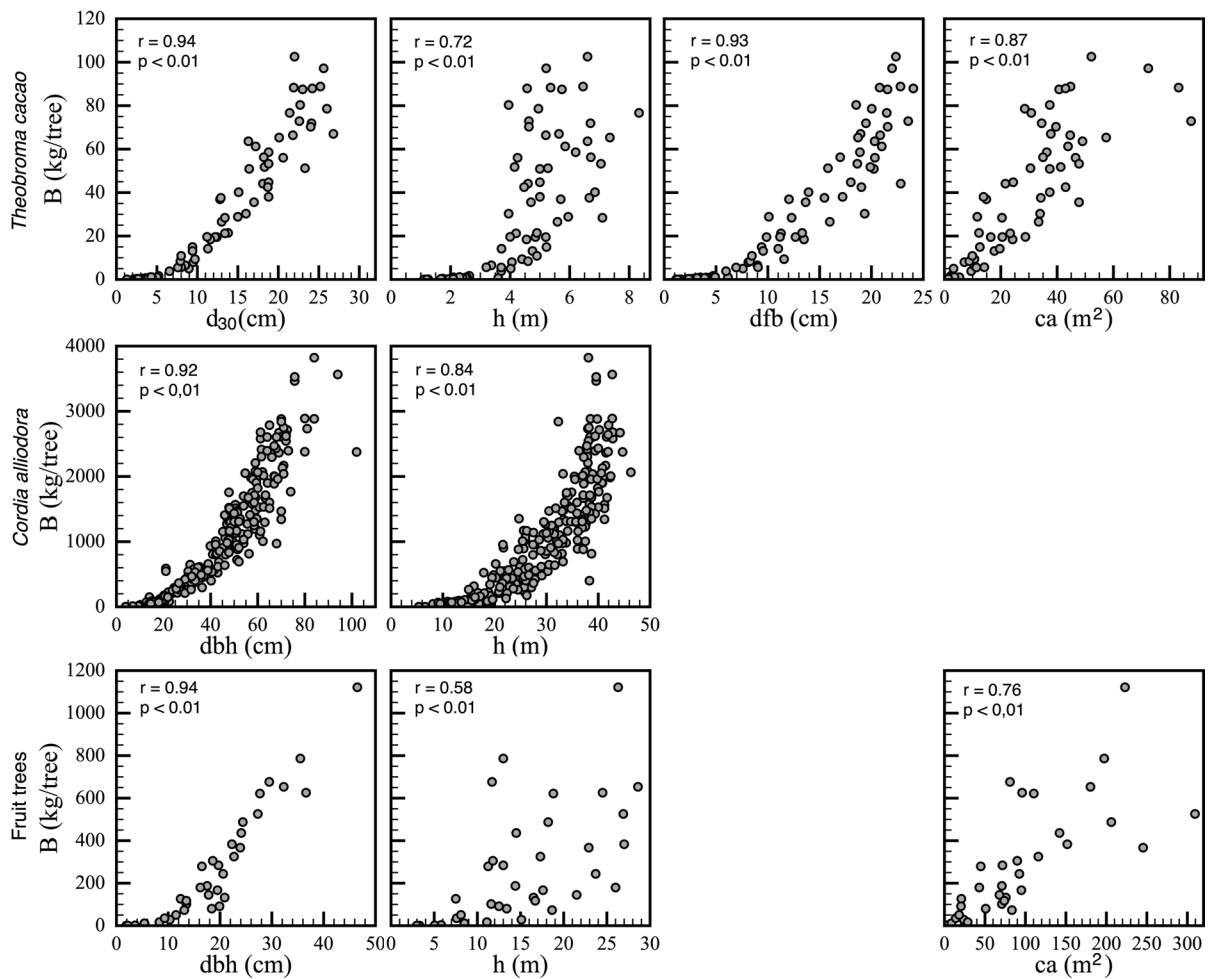 120
100
80
60
40
20
0
Theobroma cacao
B (kg/tree)
r = 0.94
p < 0.01
0 5 10 15 20 25 30
d30(cm)
r = 0.72
p < 0.01
2 4 6 8
h (m)
r = 0.93
p < 0.01
0 5 10 15 20 25
dfb (cm)
r = 0.87
p < 0.01
0 20 40 60 80
ca (m²)
4000
3000
2000
1000
0
Cordia alliodora
B (kg/tree)
r = 0.92
p < 0,01
0 20 40 60 80 100
dbh (cm)
r = 0.84
p < 0.01
0 10 20 30 40 50
h (m)
1200
1000
800
600
400
200
0
Fruit trees
B (kg/tree)
r = 0.94
p < 0.01
0 10 20 30 40 50
dbh (cm)
r = 0.58
p < 0.01
0 5 10 15 20 25 30
h (m)
r = 0.76
p < 0,01
0 50 100 150 200 250 300
ca (m²)